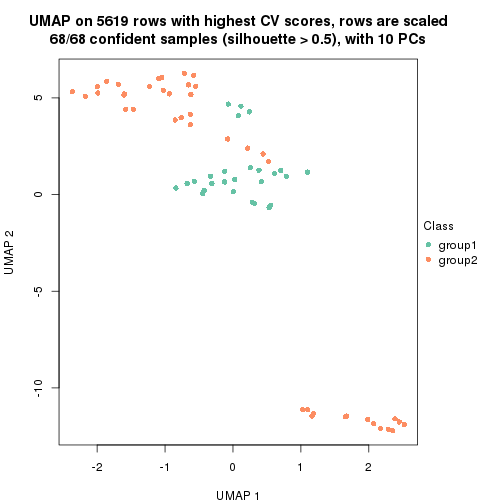 UMAP on 5619 rows with highest CV scores, rows are scaled
68/68 confident samples (silhouette > 0.5), with 10 PCs
5
0
-5
-10
UMAP 2
-2
-1
0
1
2
UMAP 1
Class
group1
group2